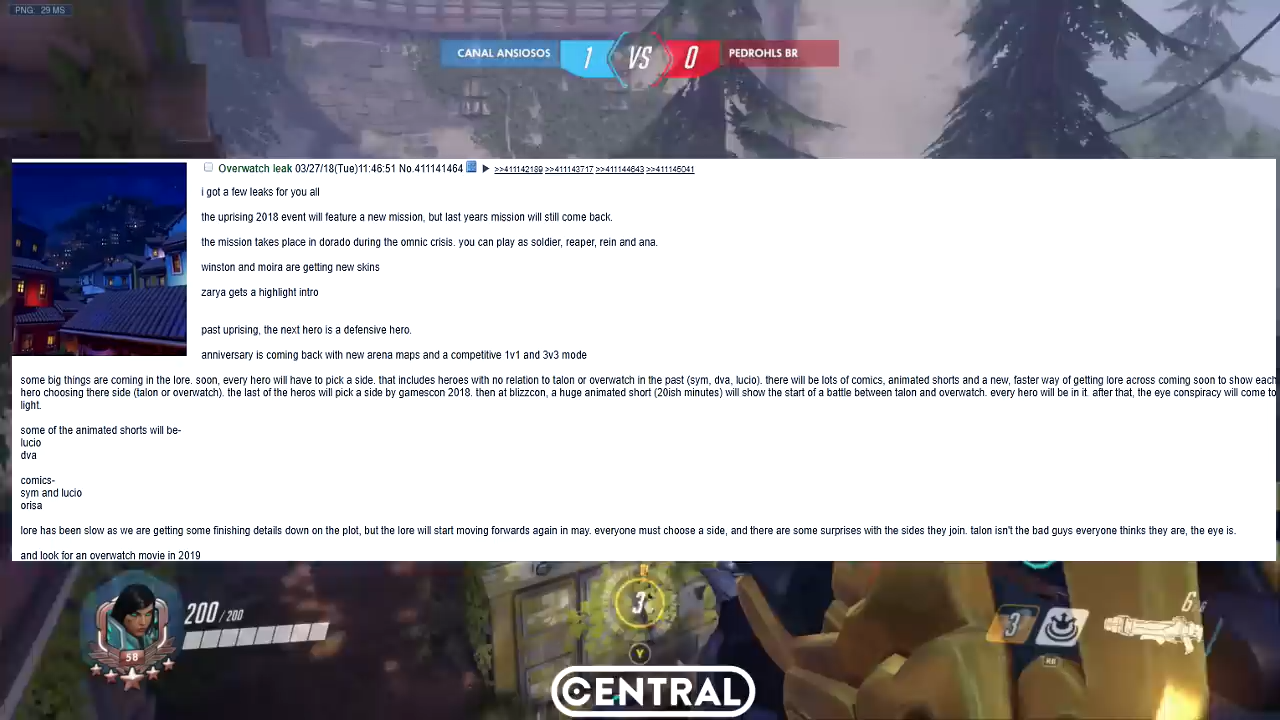 PNG: 29 MS
CANAL ANSIOSOS 1 VS 0 PEDROHLS BR
Overwatch leak 03/27/18(Tue)11:46:51 No.411141464 >>411142189 >>411143717 >>411144643 >>411145041
i got a few leaks for you all
the uprising 2018 event will feature a new mission, but last years mission will still come back.
the mission takes place in dorado during the omnic crisis. you can play as soldier, reaper, rein and ana.
winston and moira are getting new skins
zarya gets a highlight intro
past uprising, the next hero is a defensive hero.
anniversary is coming back with new arena maps and a competitive 1v1 and 3v3 mode
some big things are coming in the lore. soon, every hero will have to pick a side. that includes heroes with no relation to talon or overwatch in the past (sym, dva, lucio). there will be lots of comics, animated shorts and a new, faster way of getting lore across coming soon to show each
hero choosing there side (talon or overwatch). the last of the heros will pick a side by gamescon 2018. then at blizzcon, a huge animated short (20ish minutes) will show the start of a battle between talon and overwatch. every hero will be in it. after that, the eye conspiracy will come to
light.
some of the animated shorts will be-
lucio
dva
comics-
sym and lucio
orisa
lore has been slow as we are getting some finishing details down on the plot, but the lore will start moving forwards again in may. everyone must choose a side, and there are some surprises with the sides they join. talon isn't the bad guys everyone thinks they are, the eye is.
and look for an overwatch movie in 2019
200 / 200
58
3
Y
3
RB
6
CENTRAL